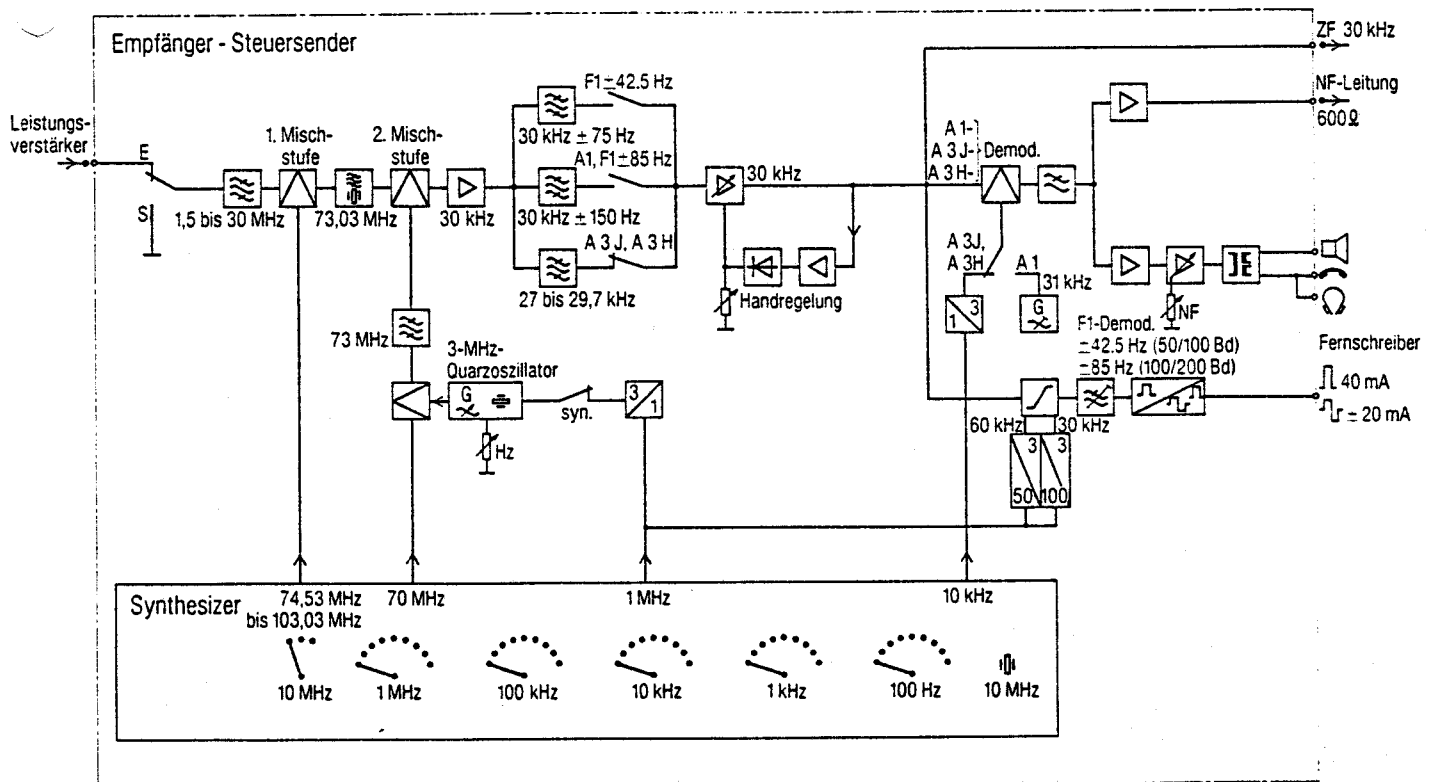 Empfänger - Steuersender
ZF 30 kHz
NF-Leitung
600Ω
Leistungs-
verstärker
E
S
1,5 bis 30 MHz
1. Misch-
stufe
73,03 MHz
2. Misch-
stufe
30 kHz
F1 ±42.5 Hz
30 kHz ± 75 Hz
A1, F1 ±85 Hz
30 kHz ± 150 Hz
A 3 J, A 3 H
27 bis 29,7 kHz
30 kHz
Handregelung
A 1-
A 3 J-
A 3 H-
Demod.
A 3J,
A 3H
A 1
31 kHz
G
3
1
NF
F1-Demod.
±42.5 Hz (50/100 Bd)
±85 Hz (100/200 Bd)
Fernschreiber
40 mA
± 20 mA
73 MHz
3-MHz-
Quarzoszillator
G
Hz
syn.
3
1
60 kHz
30 kHz
3
50
3
100
Synthesizer
74,53 MHz
bis 103,03 MHz
70 MHz
1 MHz
10 kHz
10 MHz
1 MHz
100 kHz
10 kHz
1 kHz
100 Hz
10 MHz